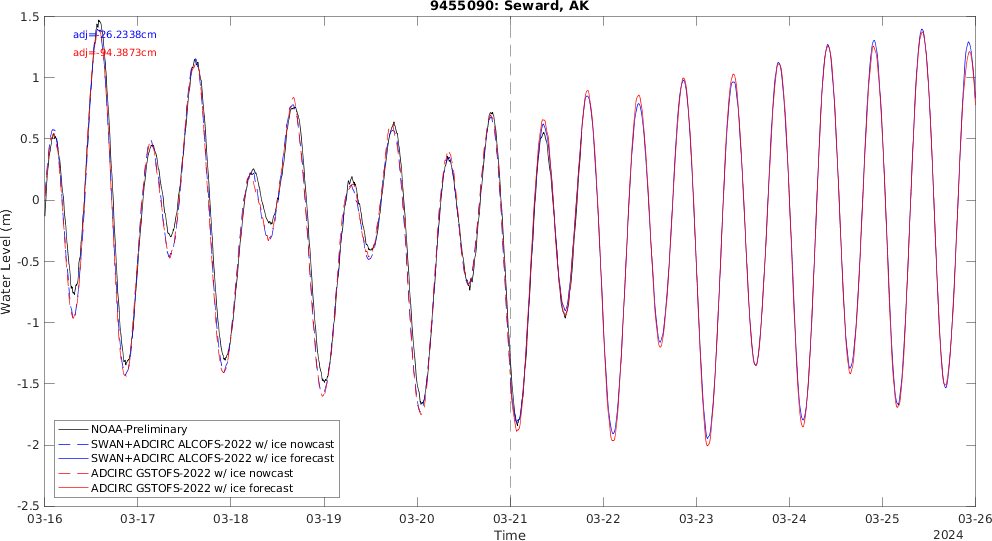 9455090: Seward, AK
1.5
adj=-26.2338cm
adj=-94.3873cm
1
0.5
0
-0.5
-1
-1.5
-2
-2.5
Water Level (m)
NOAA-Preliminary
SWAN+ADCIRC ALCOFS-2022 w/ ice nowcast
SWAN+ADCIRC ALCOFS-2022 w/ ice forecast
ADCIRC GSTOFS-2022 w/ ice nowcast
ADCIRC GSTOFS-2022 w/ ice forecast
03-16 03-17 03-18 03-19 03-20 03-21 03-22 03-23 03-24 03-25 03-26
Time
2024